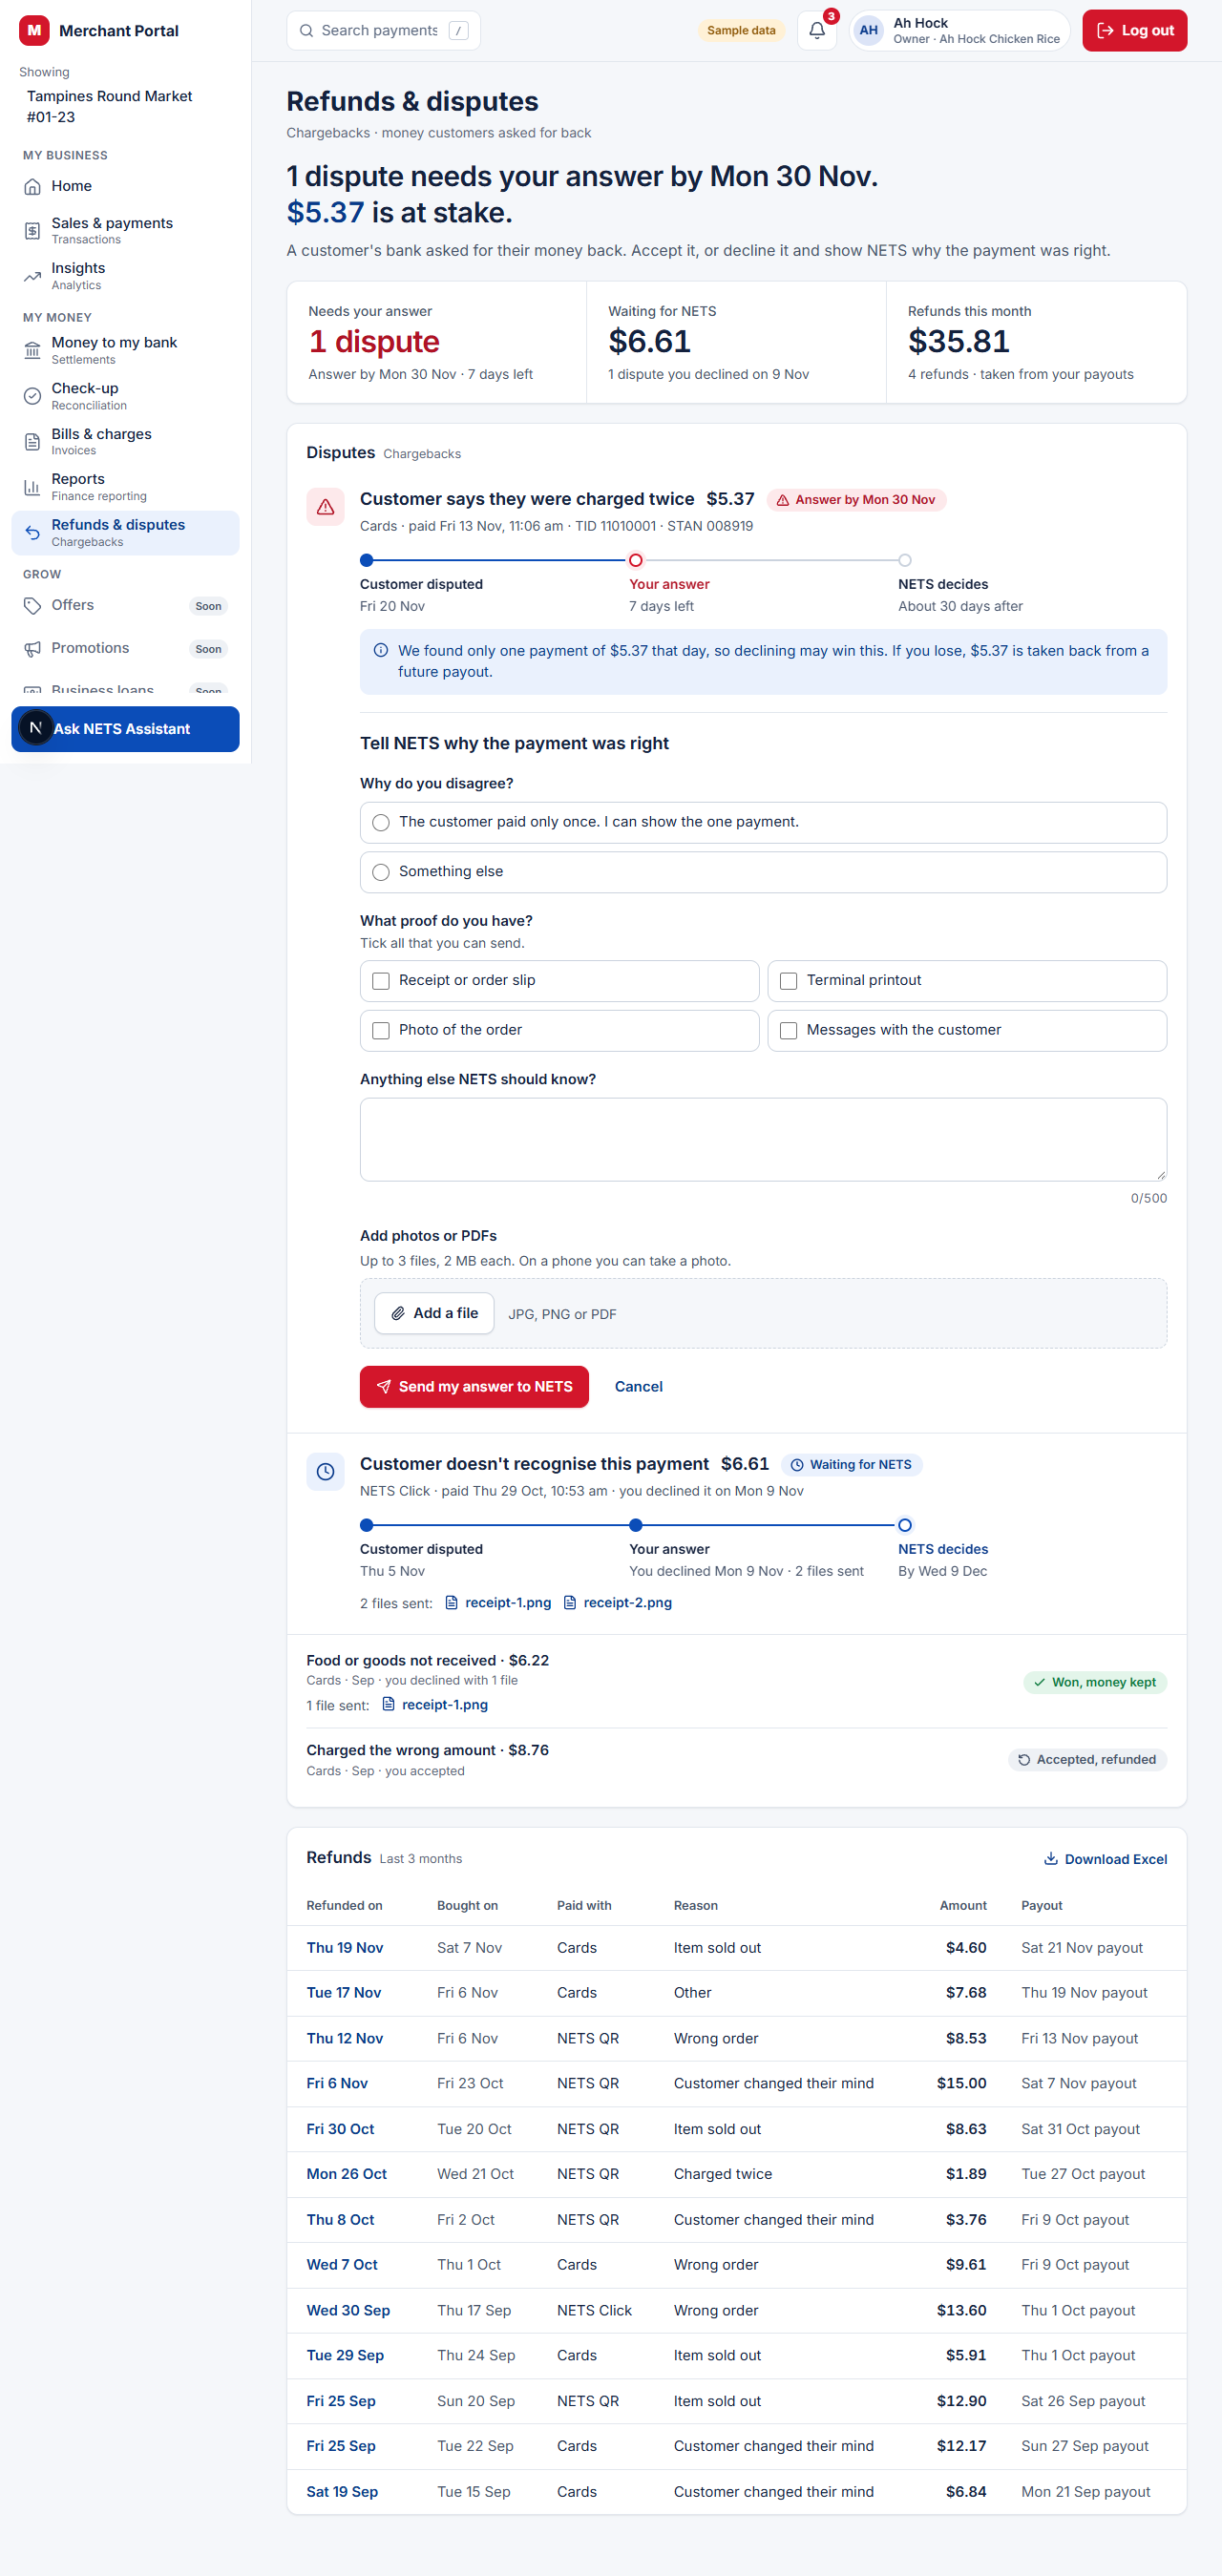 M Merchant Portal
Showing
Tampines Round Market
#01-23
MY BUSINESS
Home
Sales & payments
Transactions
Insights
Analytics
MY MONEY
Money to my bank
Settlements
Check-up
Reconciliation
Bills & charges
Invoices
Reports
Finance reporting
Refunds & disputes
Chargebacks
GROW
Offers Soon
Promotions Soon
Business loans Soon
N Ask NETS Assistant
Search payments /
Sample data
3
AH
Ah Hock
Owner · Ah Hock Chicken Rice
Log out
Refunds & disputes
Chargebacks · money customers asked for back
1 dispute needs your answer by Mon 30 Nov.
$5.37 is at stake.
A customer's bank asked for their money back. Accept it, or decline it and show NETS why the payment was right.
Needs your answer
1 dispute
Answer by Mon 30 Nov · 7 days left
Waiting for NETS
$6.61
1 dispute you declined on 9 Nov
Refunds this month
$35.81
4 refunds · taken from your payouts
Disputes Chargebacks
Customer says they were charged twice $5.37 Answer by Mon 30 Nov
Cards · paid Fri 13 Nov, 11:06 am · TID 11010001 · STAN 008919
Customer disputed Your answer NETS decides
Fri 20 Nov 7 days left About 30 days after
We found only one payment of $5.37 that day, so declining may win this. If you lose, $5.37 is taken back from a
future payout.
Tell NETS why the payment was right
Why do you disagree?
The customer paid only once. I can show the one payment.
Something else
What proof do you have?
Tick all that you can send.
Receipt or order slip Terminal printout
Photo of the order Messages with the customer
Anything else NETS should know?
0/500
Add photos or PDFs
Up to 3 files, 2 MB each. On a phone you can take a photo.
Add a file JPG, PNG or PDF
Send my answer to NETS Cancel
Customer doesn't recognise this payment $6.61 Waiting for NETS
NETS Click · paid Thu 29 Oct, 10:53 am · you declined it on Mon 9 Nov
Customer disputed Your answer NETS decides
Thu 5 Nov You declined Mon 9 Nov · 2 files sent By Wed 9 Dec
2 files sent: receipt-1.png receipt-2.png
Food or goods not received · $6.22
Cards · Sep · you declined with 1 file
1 file sent: receipt-1.png
Won, money kept
Charged the wrong amount · $8.76
Cards · Sep · you accepted
Accepted, refunded
Refunds Last 3 months Download Excel
Refunded on Bought on Paid with Reason Amount Payout
Thu 19 Nov Sat 7 Nov Cards Item sold out $4.60 Sat 21 Nov payout
Tue 17 Nov Fri 6 Nov Cards Other $7.68 Thu 19 Nov payout
Thu 12 Nov Fri 6 Nov NETS QR Wrong order $8.53 Fri 13 Nov payout
Fri 6 Nov Fri 23 Oct NETS QR Customer changed their mind $15.00 Sat 7 Nov payout
Fri 30 Oct Tue 20 Oct NETS QR Item sold out $8.63 Sat 31 Oct payout
Mon 26 Oct Wed 21 Oct NETS QR Charged twice $1.89 Tue 27 Oct payout
Thu 8 Oct Fri 2 Oct NETS QR Customer changed their mind $3.76 Fri 9 Oct payout
Wed 7 Oct Thu 1 Oct Cards Wrong order $9.61 Fri 9 Oct payout
Wed 30 Sep Thu 17 Sep NETS Click Wrong order $13.60 Thu 1 Oct payout
Tue 29 Sep Thu 24 Sep Cards Item sold out $5.91 Thu 1 Oct payout
Fri 25 Sep Sun 20 Sep NETS QR Item sold out $12.90 Sat 26 Sep payout
Fri 25 Sep Tue 22 Sep Cards Customer changed their mind $12.17 Sun 27 Sep payout
Sat 19 Sep Tue 15 Sep Cards Customer changed their mind $6.84 Mon 21 Sep payout